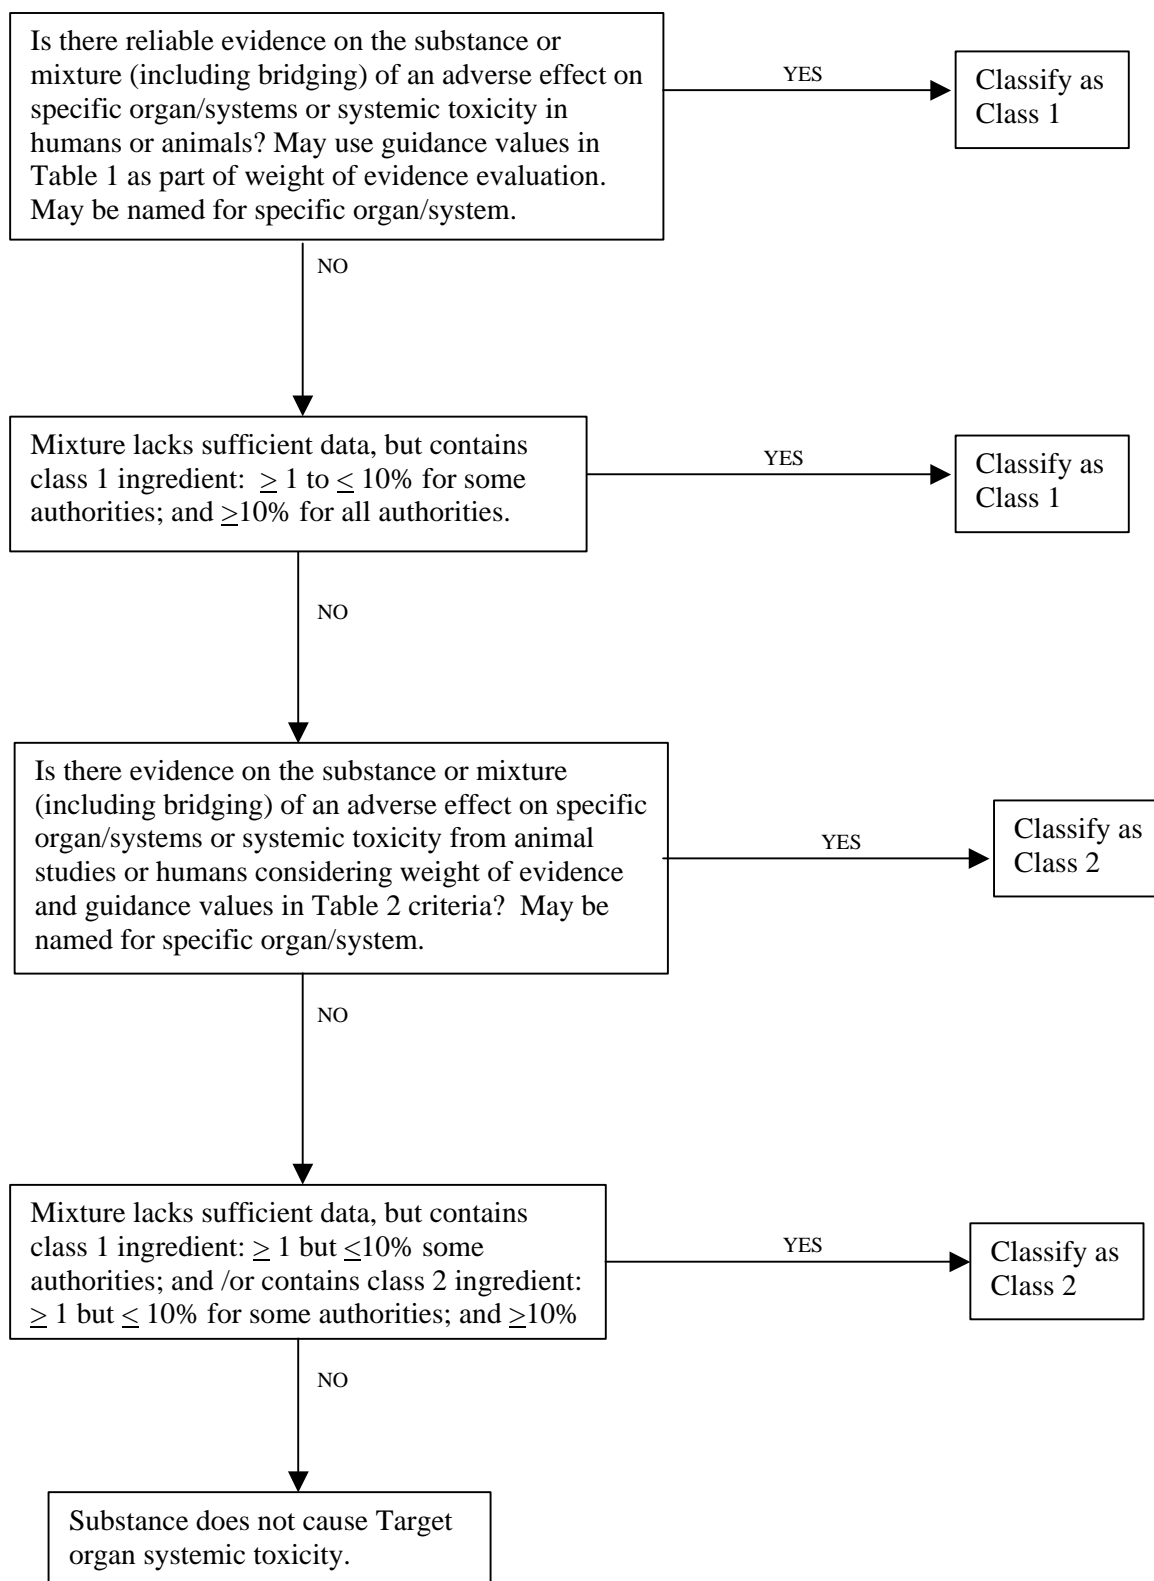 Is there reliable evidence on the substance or
mixture (including bridging) of an adverse effect on
specific organ/systems or systemic toxicity in
humans or animals? May use guidance values in
Table 1 as part of weight of evidence evaluation.
May be named for specific organ/system.
YES
Classify as
Class 1
NO
Mixture lacks sufficient data, but contains
class 1 ingredient:  ≥ 1 to ≤ 10% for some
authorities; and ≥10% for all authorities.
YES
Classify as
Class 1
NO
Is there evidence on the substance or mixture
(including bridging) of an adverse effect on specific
organ/systems or systemic toxicity from animal
studies or humans considering weight of evidence
and guidance values in Table 2 criteria?  May be
named for specific organ/system.
YES
Classify as
Class 2
NO
Mixture lacks sufficient data, but contains
class 1 ingredient: ≥ 1 but ≤10% some
authorities; and /or contains class 2 ingredient:
≥ 1 but ≤ 10% for some authorities; and ≥10%
YES
Classify as
Class 2
NO
Substance does not cause Target
organ systemic toxicity.